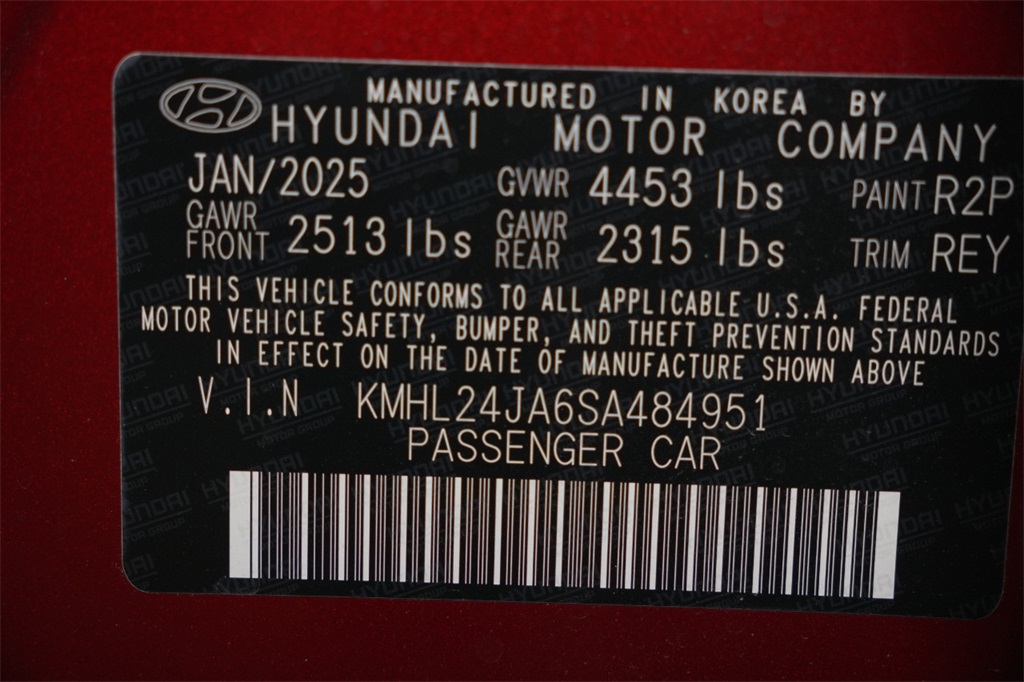 MANUFACTURED IN KOREA BY
HYUNDAI MOTOR COMPANY
JAN/2025 GVWR 4453 lbs PAINT R2P
GAWR FRONT 2513 lbs GAWR REAR 2315 lbs TRIM REY
THIS VEHICLE CONFORMS TO ALL APPLICABLE U.S.A. FEDERAL
MOTOR VEHICLE SAFETY, BUMPER, AND THEFT PREVENTION STANDARDS
IN EFFECT ON THE DATE OF MANUFACTURE SHOWN ABOVE
V.I.N KMHL24JA6SA484951
PASSENGER CAR